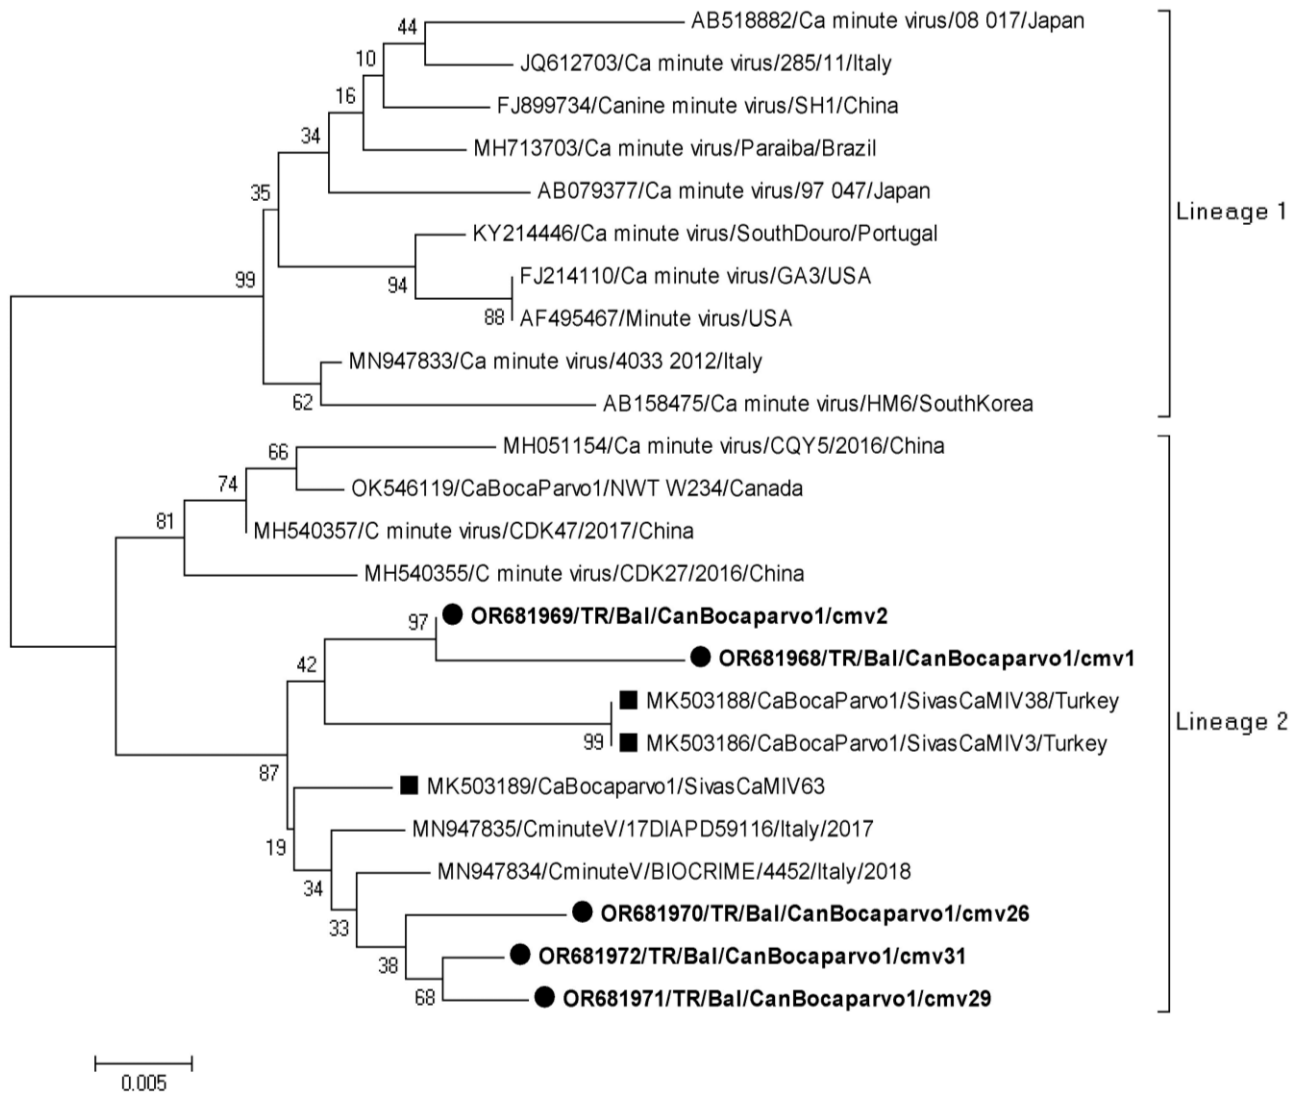 44
AB518882/Ca minute virus/08 017/Japan
10
JQ612703/Ca minute virus/285/11/Italy
16
FJ899734/Canine minute virus/SH1/China
34
MH713703/Ca minute virus/Paraiba/Brazil
35
AB079377/Ca minute virus/97 047/Japan
Lineage 1
KY214446/Ca minute virus/SouthDouro/Portugal
99
94
FJ214110/Ca minute virus/GA3/USA
88
AF495467/Minute virus/USA
MN947833/Ca minute virus/4033 2012/Italy
62
AB158475/Ca minute virus/HM6/SouthKorea
66
MH051154/Ca minute virus/CQY5/2016/China
74
OK546119/CaBocaParvo1/NWT W234/Canada
81
MH540357/C minute virus/CDK47/2017/China
MH540355/C minute virus/CDK27/2016/China
97
OR681969/TR/Bal/CanBocaparvo1/cmv2
42
OR681968/TR/Bal/CanBocaparvo1/cmv1
MK503188/CaBocaParvo1/SivasCaMIV38/Turkey
Lineage 2
99
MK503186/CaBocaParvo1/SivasCaMIV3/Turkey
87
MK503189/CaBocaparvo1/SivasCaMIV63
19
MN947835/CminuteV/17DIAPD59116/Italy/2017
34
MN947834/CminuteV/BIOCRIME/4452/Italy/2018
33
OR681970/TR/Bal/CanBocaparvo1/cmv26
38
OR681972/TR/Bal/CanBocaparvo1/cmv31
68
OR681971/TR/Bal/CanBocaparvo1/cmv29
0.005